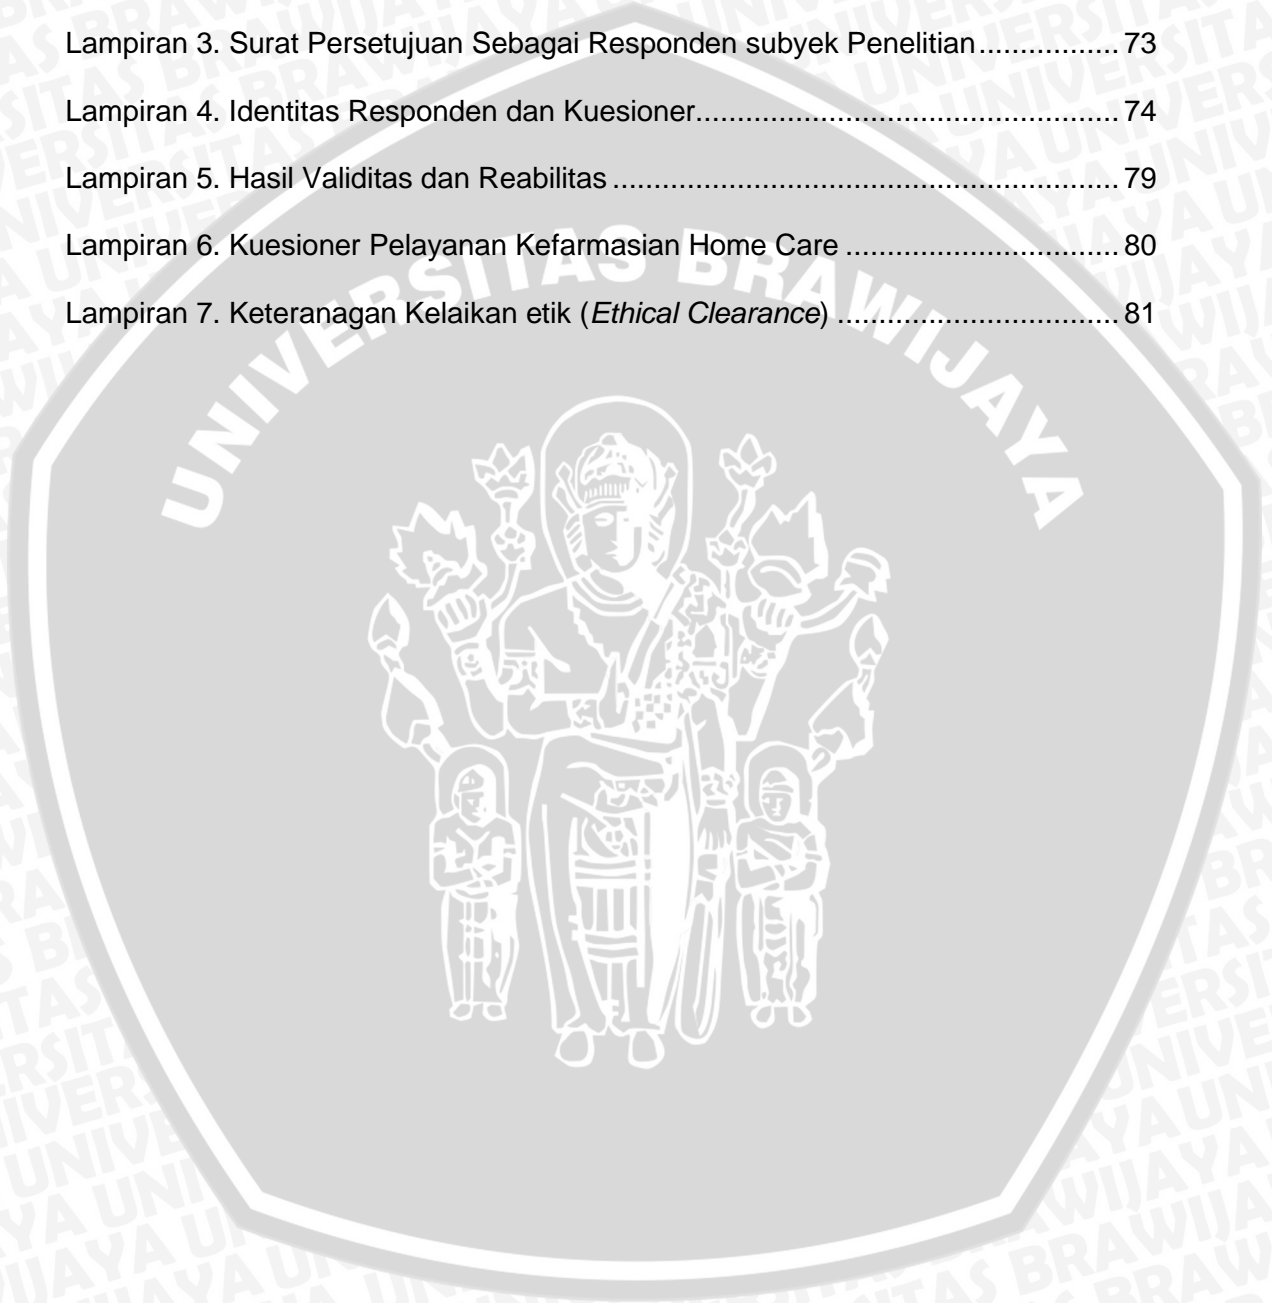 Lampiran 3. Surat Persetujuan Sebagai Responden subyek Penelitian................. 73
Lampiran 4. Identitas Responden dan Kuesioner..................................................... 74
Lampiran 5. Hasil Validitas dan Reabilitas ............................................................... 79
Lampiran 6. Kuesioner Pelayanan Kefarmasian Home Care .................................. 80
Lampiran 7. Keteranagan Kelaikan etik (Ethical Clearance) ................................... 81
UNIVERSITAS BRAWIJAYA